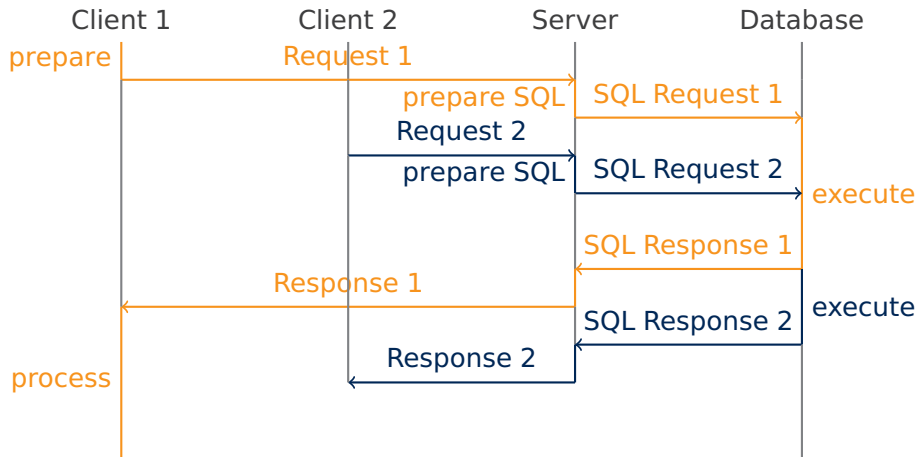 Client 1
Client 2
Server
Database
prepare
Request 1
prepare SQL
SQL Request 1
Request 2
prepare SQL
SQL Request 2
execute
SQL Response 1
Response 1
execute
SQL Response 2
Response 2
process